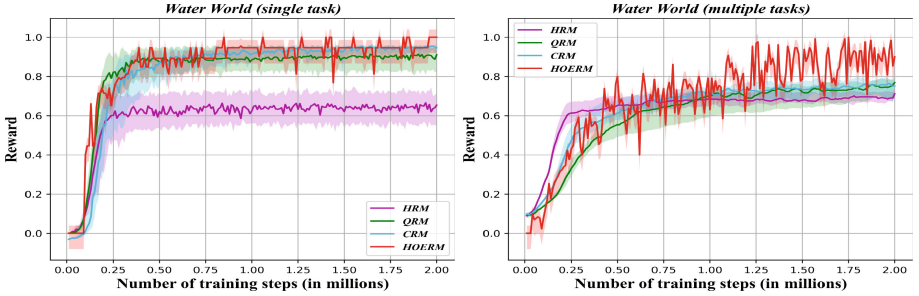 Water World (single task)
Reward
1.0
0.8
0.6
0.4
0.2
0.0
HRM
QRM
CRM
HOERM
0.00 0.25 0.50 0.75 1.00 1.25 1.50 1.75 2.00
Number of training steps (in millions)
Water World (multiple tasks)
Reward
1.0
0.8
0.6
0.4
0.2
0.0
HRM
QRM
CRM
HOERM
0.00 0.25 0.50 0.75 1.00 1.25 1.50 1.75 2.00
Number of training steps (in millions)